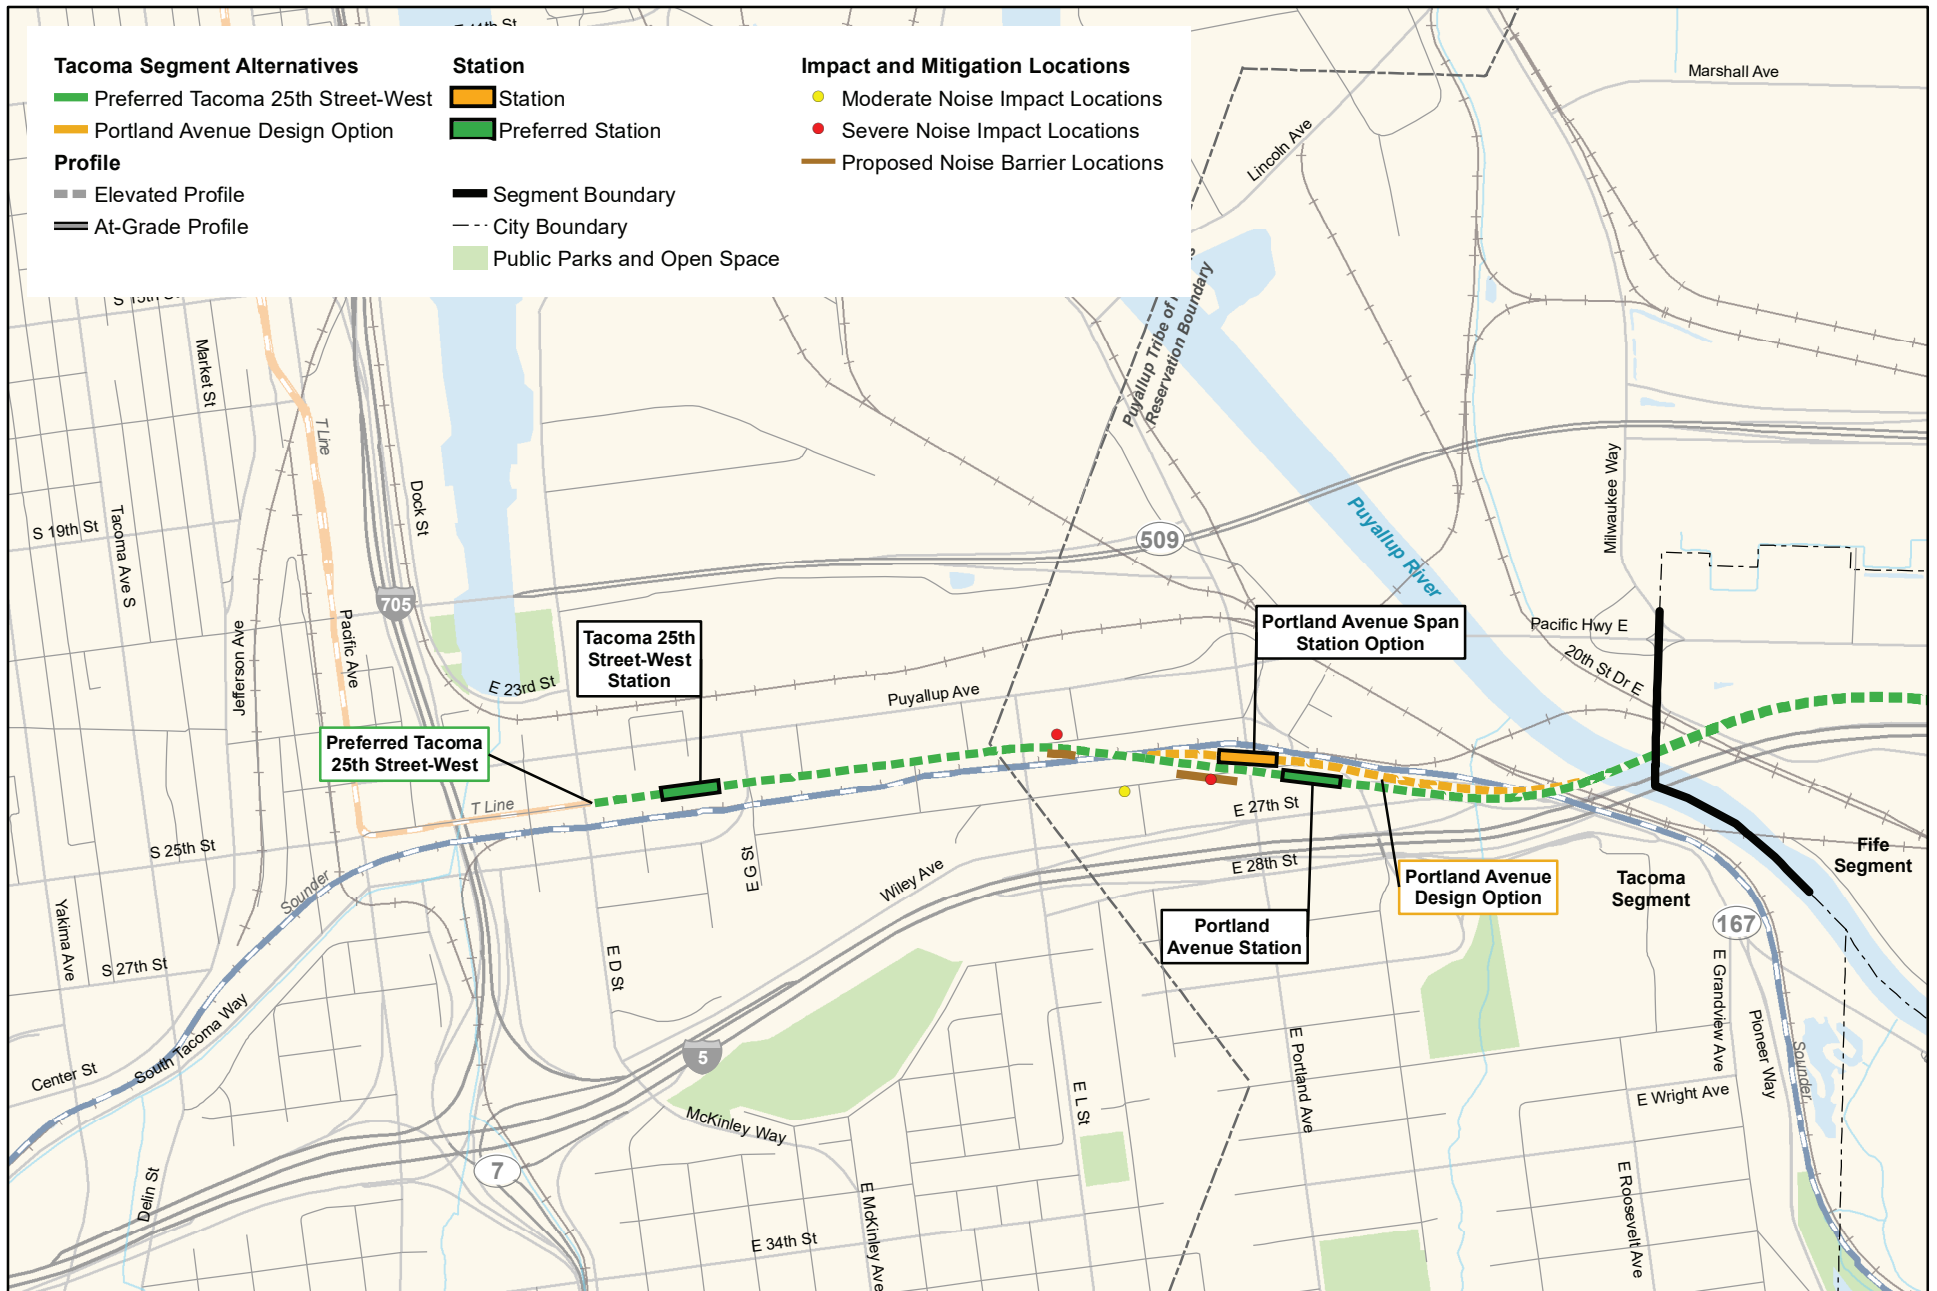 Tacoma Segment Alternatives
Preferred Tacoma 25th Street-West
Portland Avenue Design Option
Profile
Elevated Profile
At-Grade Profile
Station
Station
Preferred Station
Segment Boundary
City Boundary
Public Parks and Open Space
Impact and Mitigation Locations
Moderate Noise Impact Locations
Severe Noise Impact Locations
Proposed Noise Barrier Locations
Marshall Ave
Lincoln Ave
Puyallup Tribe of
Reservation Boundary
Market St
T Line
Dock St
S 19th St
Tacoma Ave S
509
Puyallup River
Milwaukee Way
705
Jefferson Ave
Pacific Ave
Tacoma 25th
Street-West
Station
E 23rd St
Puyallup Ave
Portland Avenue Span
Station Option
Pacific Hwy E
20th St Dr E
Preferred Tacoma
25th Street-West
T Line
S 25th St
Sounder
E G St
Wiley Ave
E 27th St
E 28th St
Portland Avenue
Design Option
Portland
Avenue Station
Tacoma
Segment
Fife
Segment
167
Yakima Ave
S 27th St
E D St
South Tacoma Way
Center St
5
McKinley Way
E L St
E Portland Ave
E Grandview Ave
Pioneer Way
Sounder
E Wright Ave
7
Delin St
E 34th St
E McKinley Ave
E Roosevelt Ave